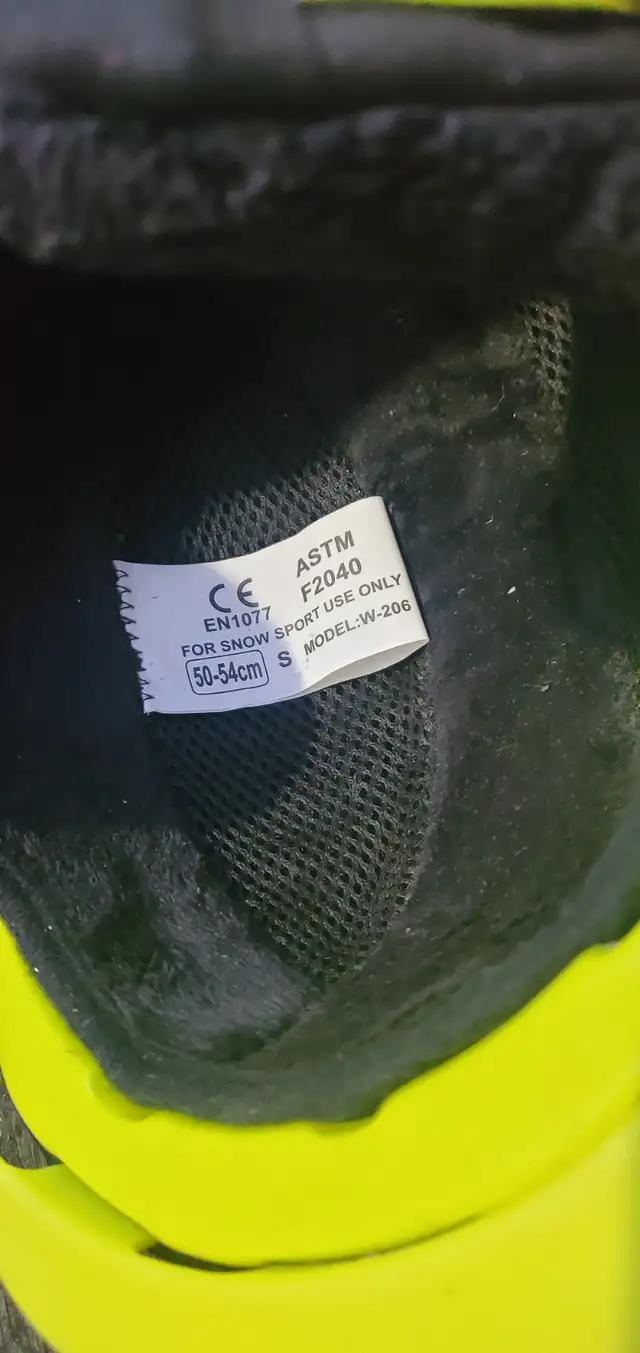 CE
EN1077
ASTM
F2040
FOR SNOW SPORT USE ONLY
50-54cm S MODEL:W-206